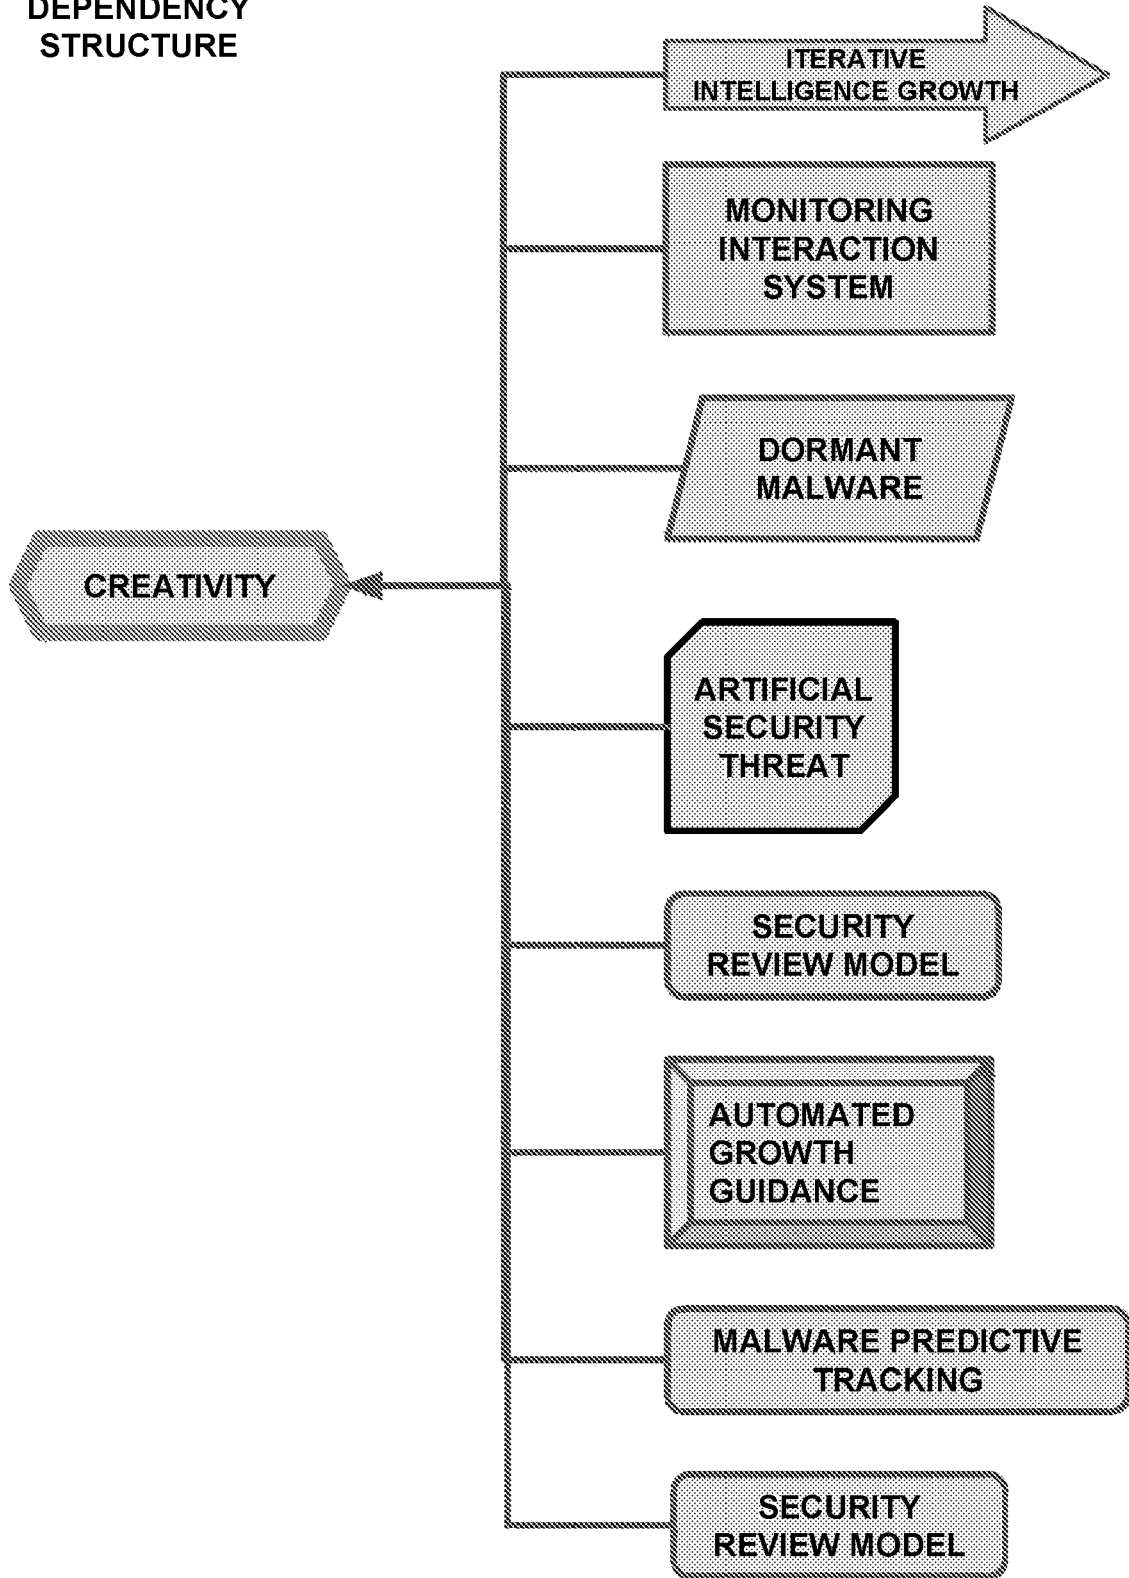 DEPENDENCY
STRUCTURE
ITERATIVE
INTELLIGENCE GROWTH
MONITORING
INTERACTION
SYSTEM
DORMANT
MALWARE
CREATIVITY
ARTIFICIAL
SECURITY
THREAT
SECURITY
REVIEW MODEL
AUTOMATED
GROWTH
GUIDANCE
MALWARE PREDICTIVE
TRACKING
SECURITY
REVIEW MODEL